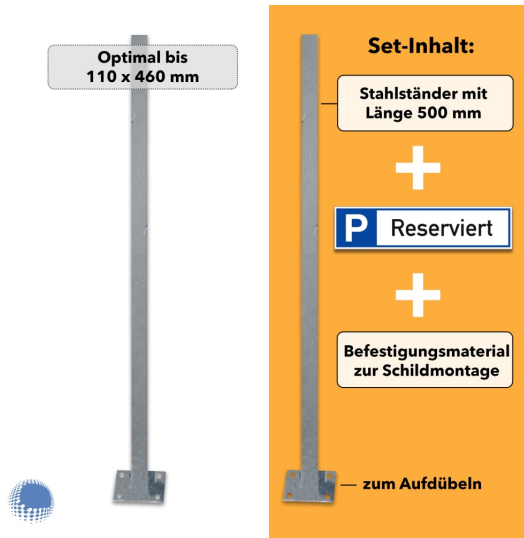 Optimal bis
110 x 460 mm
Set-Inhalt:
Stahlständer mit
Länge 500 mm
+
P Reserviert
+
Befestigungsmaterial
zur Schildmontage
zum Aufdübeln